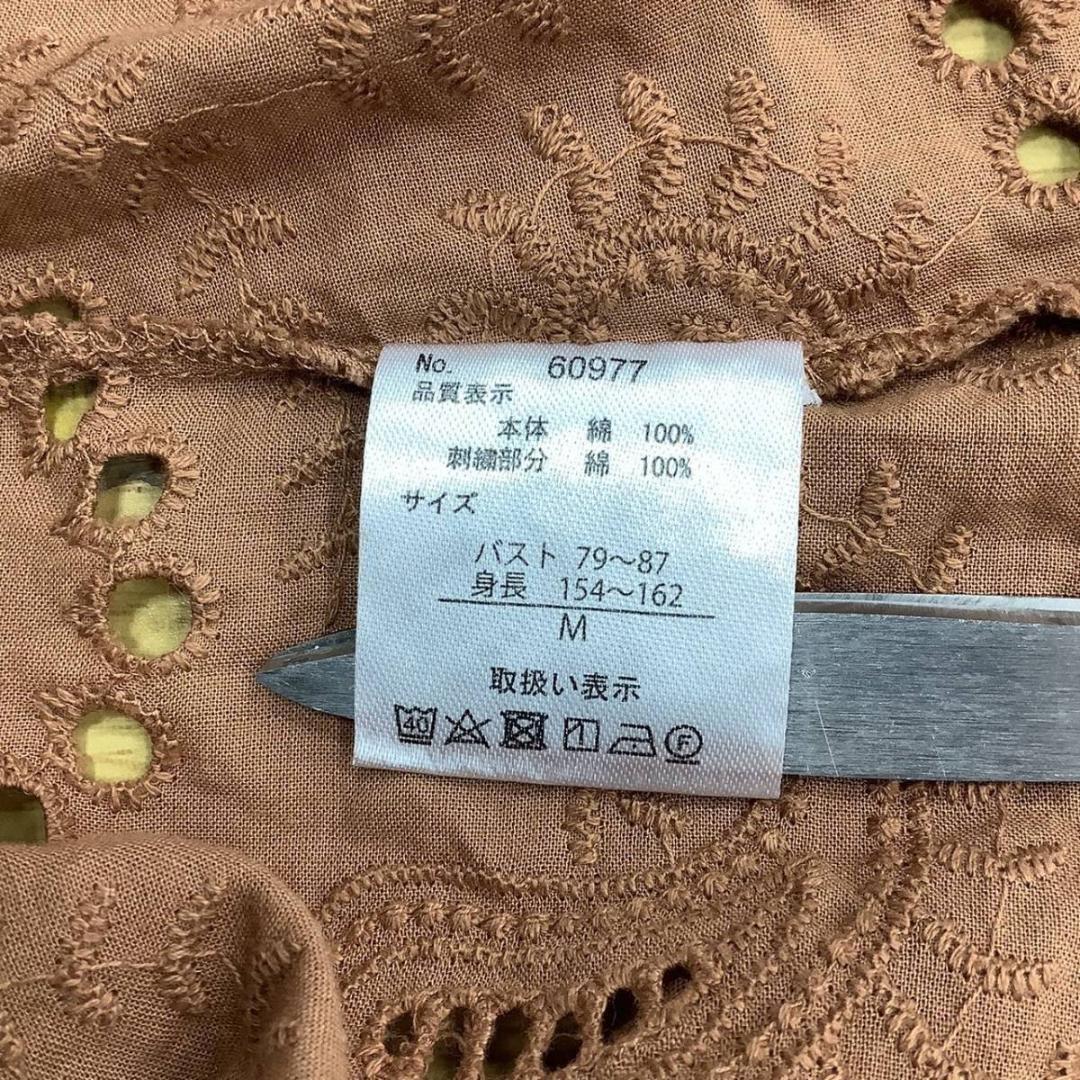 No. 60977
品質表示
本体 綿 100%
刺繍部分 綿 100%
サイズ
バスト 79～87
身長 154～162
M
取扱い表示
40 F